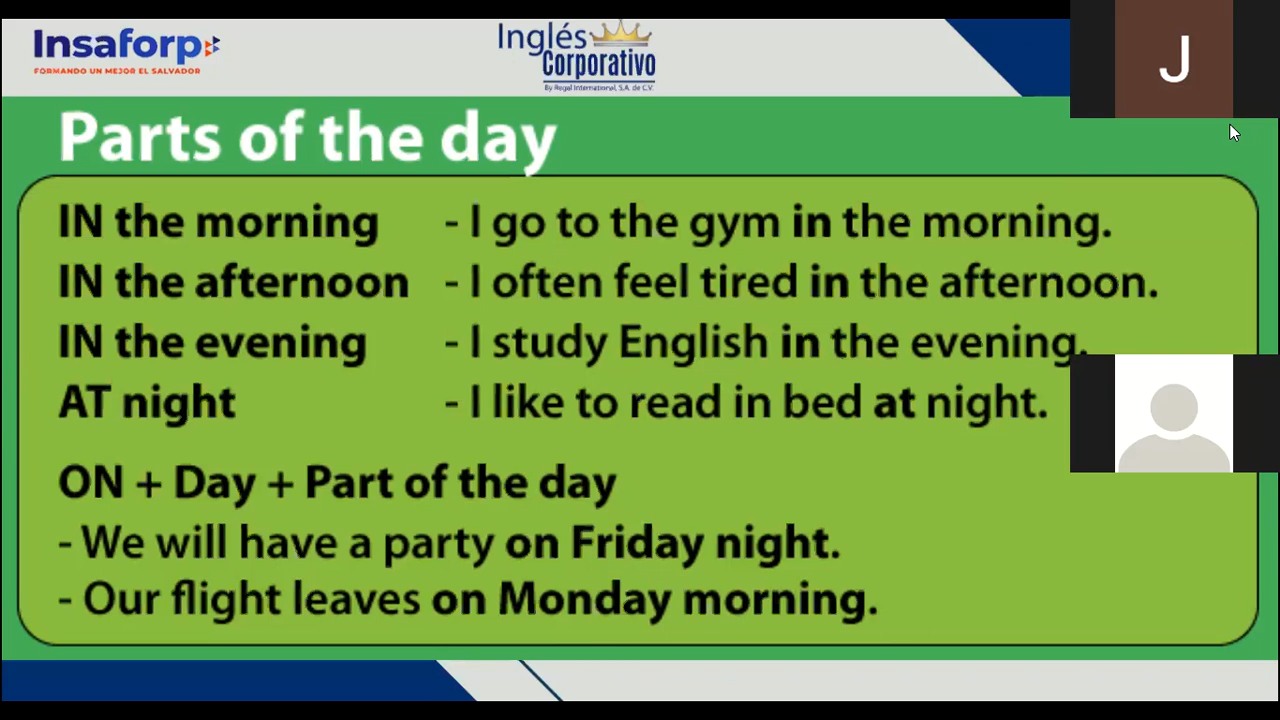 Insaforp
FORMANDO UN MEJOR EL SALVADOR
Inglés
Corporativo
By Regal International, S.A. de C.V.
J
Parts of the day
IN the morning - I go to the gym in the morning.
IN the afternoon - I often feel tired in the afternoon.
IN the evening - I study English in the evening.
AT night - I like to read in bed at night.
ON + Day + Part of the day
- We will have a party on Friday night.
- Our flight leaves on Monday morning.